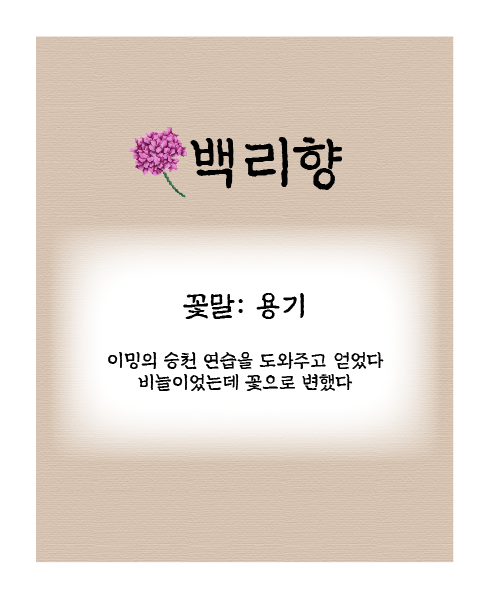 백리향
꽃말: 용기
이밍의 승천 연습을 도와주고 얻었다
비늘이었는데 꽃으로 변했다